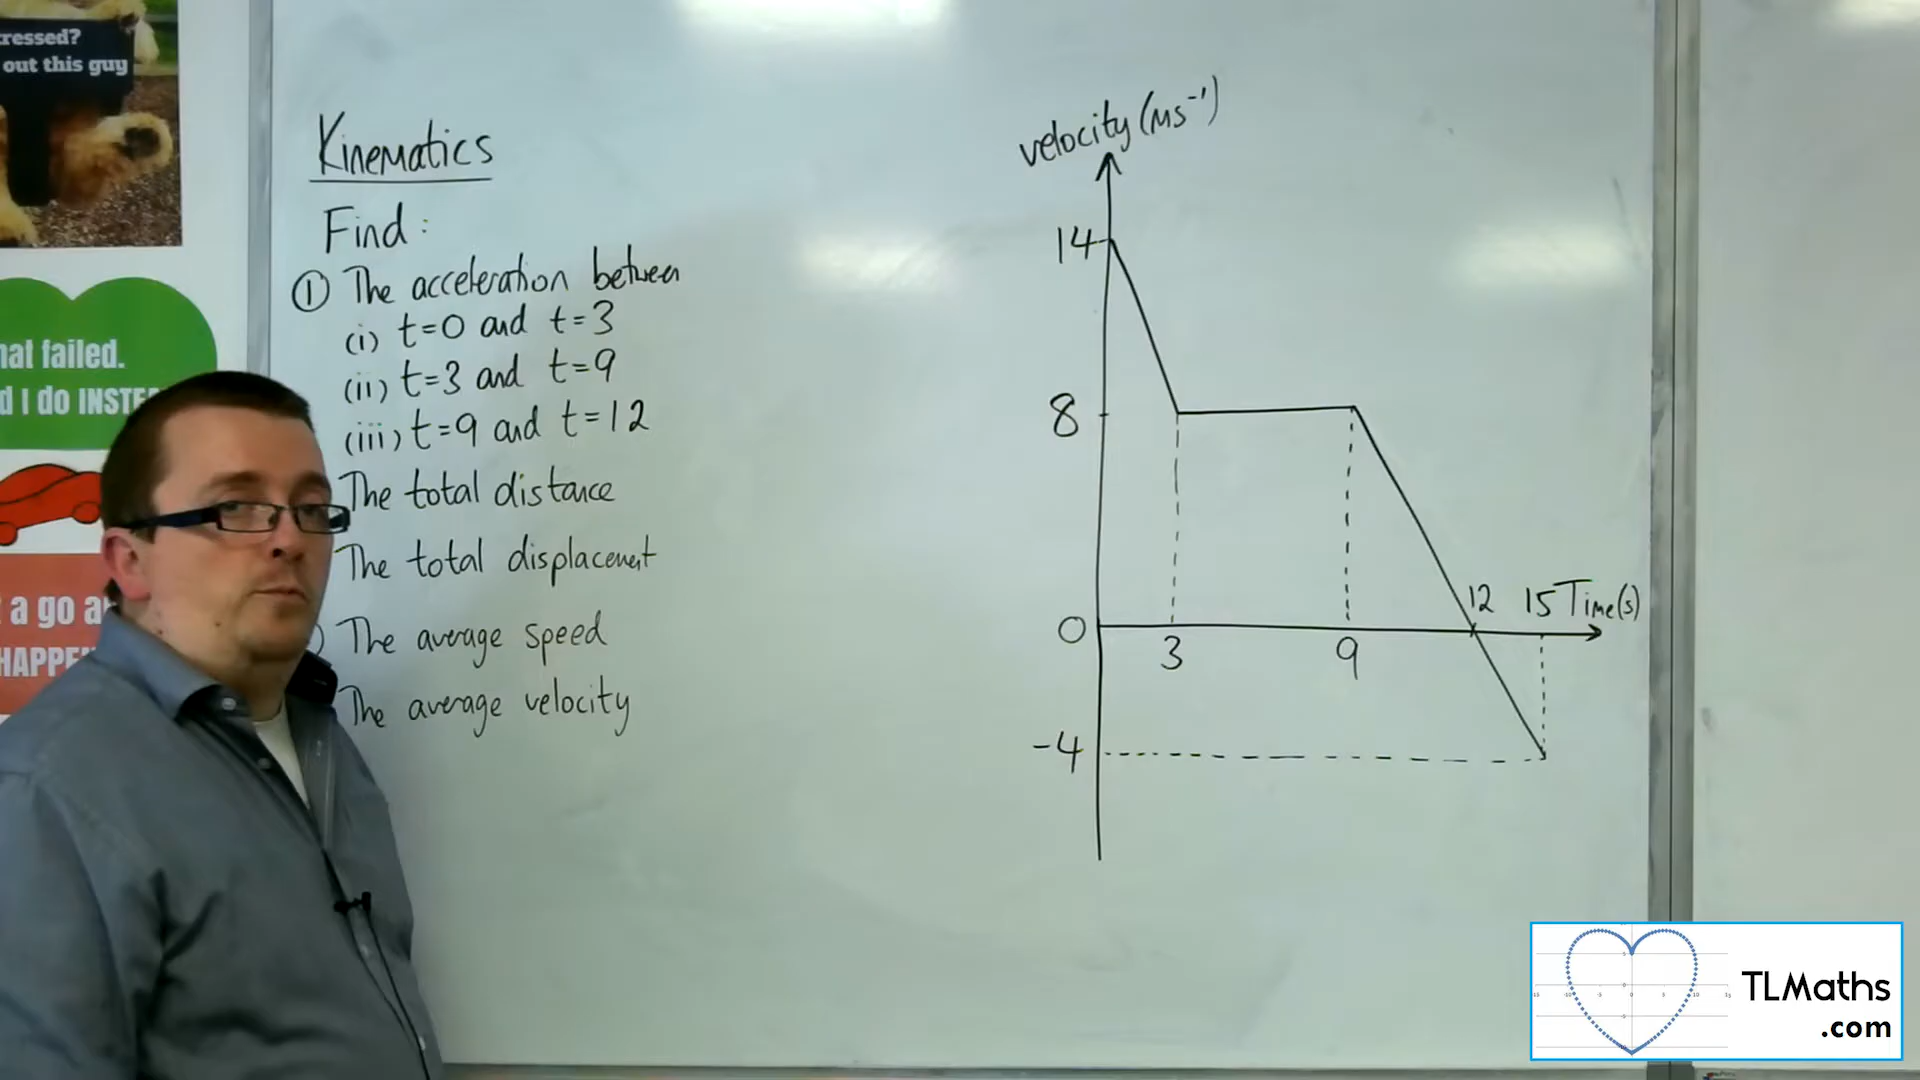 ressed?
out this guy
hat failed.
d I do INSTE
a go a
HAPPE
Kinematics
Find:
① The acceleration between
(i) t=0 and t=3
(ii) t=3 and t=9
(iii) t=9 and t=12
The total distance
The total displacement
The average speed
The average velocity
velocity (ms⁻¹)
14
8
0
-4
3
9
12
15
Time(s)
TLMaths
.com